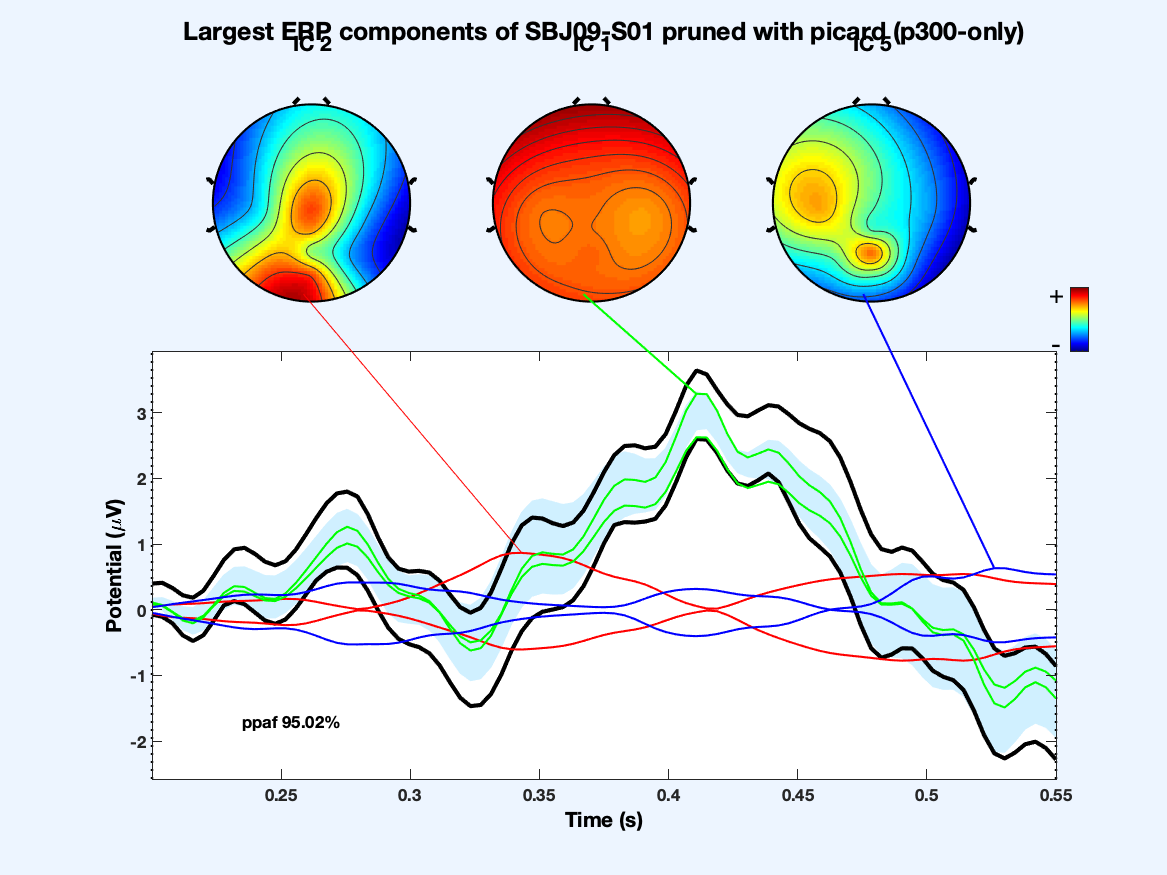 Largest ERP components of SBJ09-S01 pruned with picard (p300-only)
IC 2 IC 1 IC 5
+
-
Potential (μV)
3
2
1
0
-1
-2
ppaf 95.02%
0.25 0.3 0.35 0.4 0.45 0.5 0.55
Time (s)